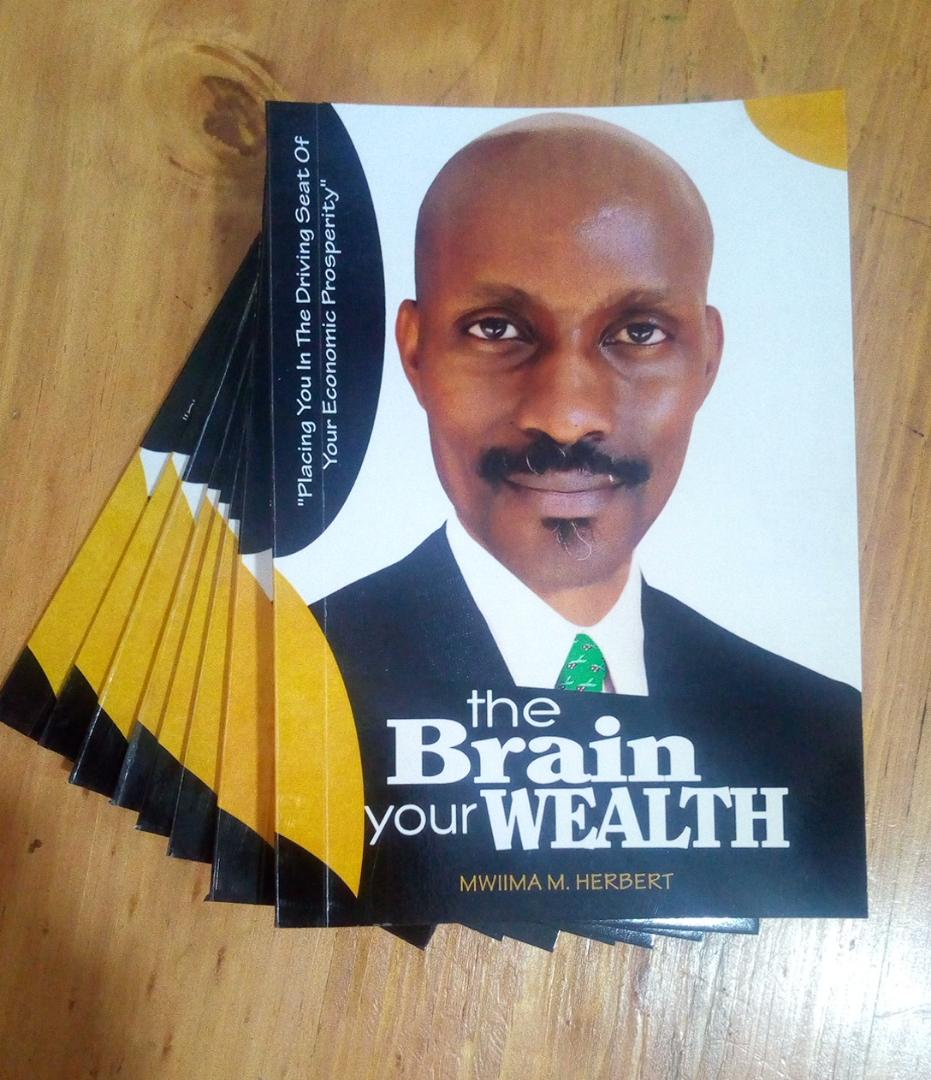 "Placing You In The Driving Seat Of
Your Economic Prosperity"
the
Brain
your WEALTH
MWIIMA M. HERBERT